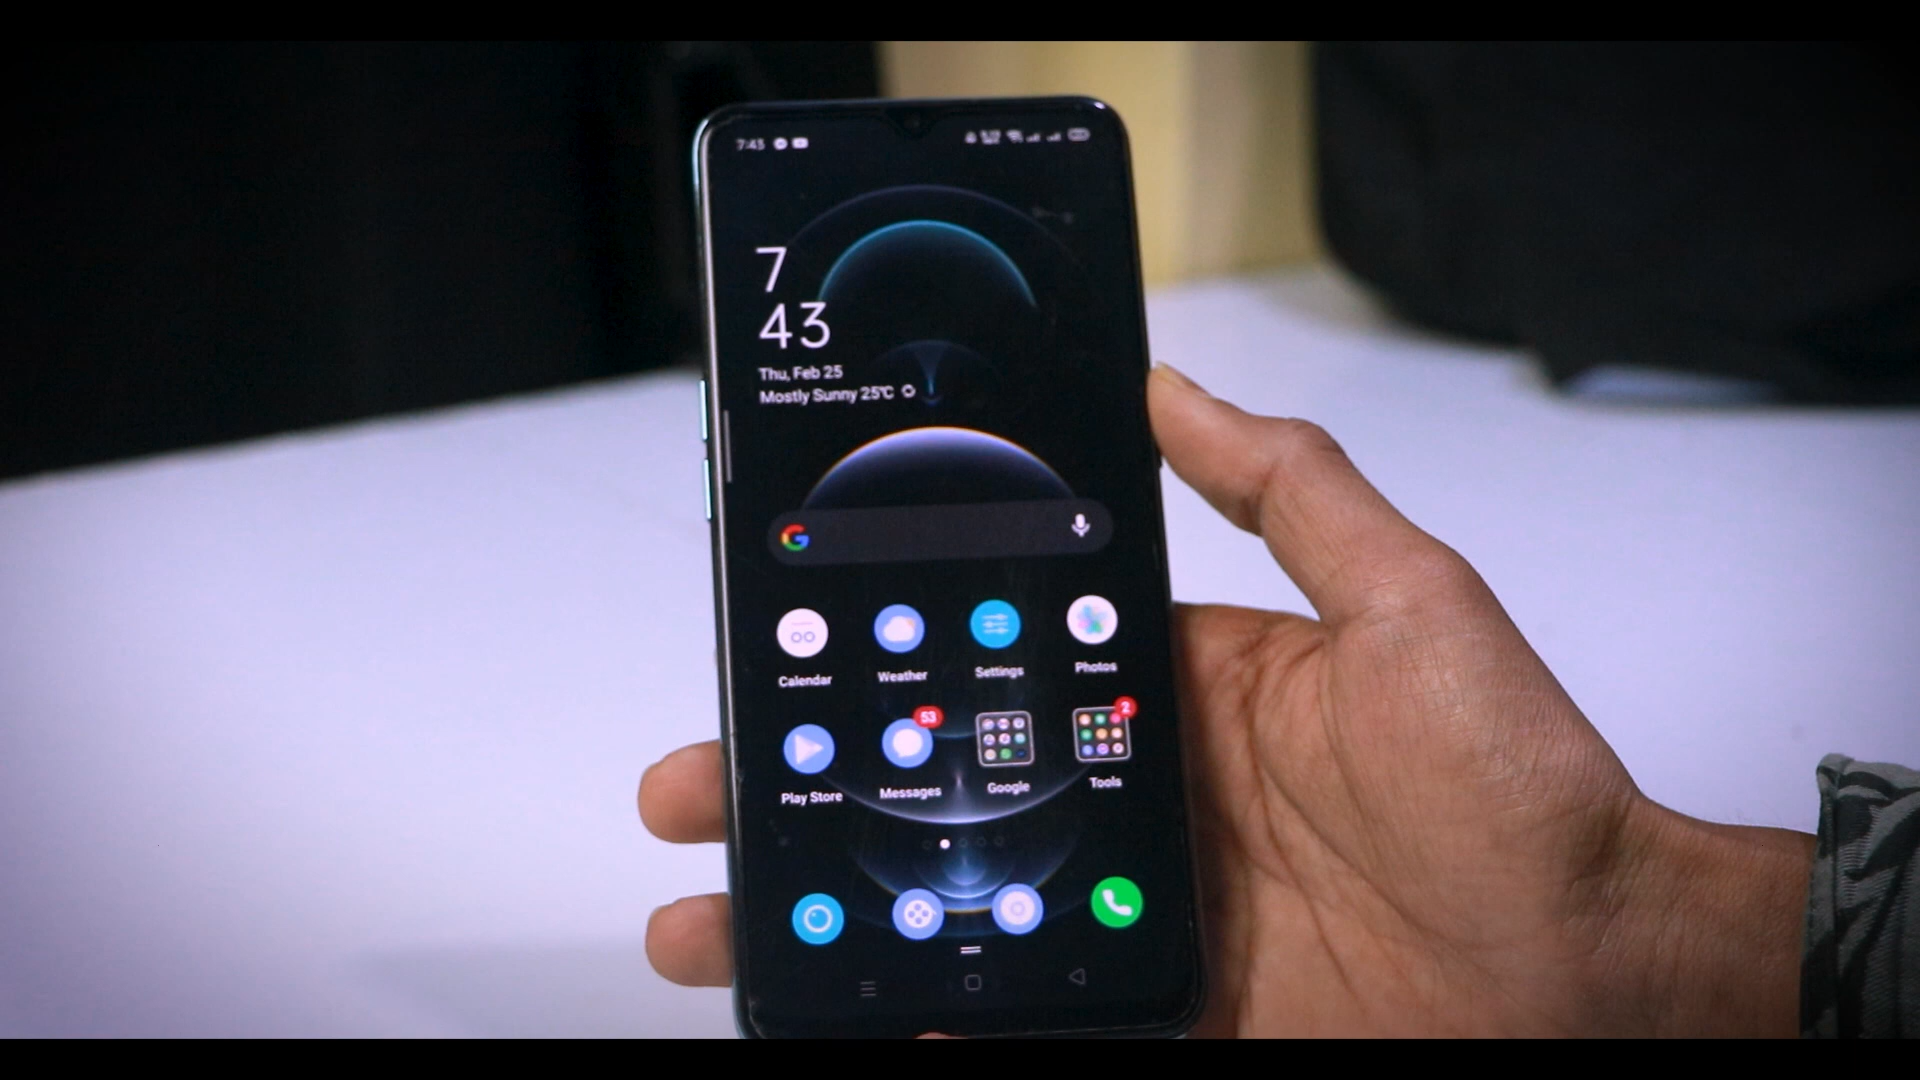 7:43
7
43
Thu, Feb 25
Mostly Sunny 25℃
Calendar
Weather
Settings
Photos
53
2
Play Store
Messages
Google
Tools